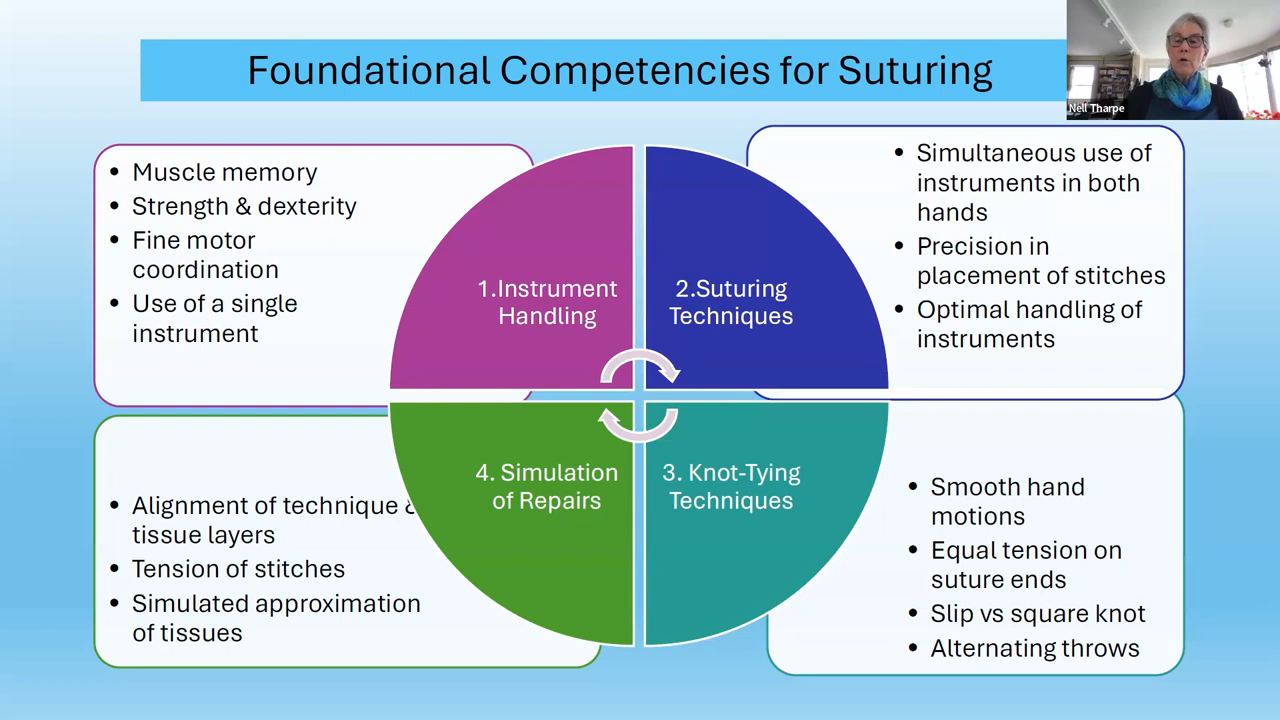 Foundational Competencies for Suturing
Nell Tharpe
• Muscle memory
• Strength & dexterity
• Fine motor
coordination
• Use of a single
instrument
1.Instrument
Handling
2.Suturing
Techniques
• Simultaneous use of
instruments in both
hands
• Precision in
placement of stitches
• Optimal handling of
instruments
• Alignment of technique &
tissue layers
• Tension of stitches
• Simulated approximation
of tissues
4. Simulation
of Repairs
3. Knot-Tying
Techniques
• Smooth hand
motions
• Equal tension on
suture ends
• Slip vs square knot
• Alternating throws